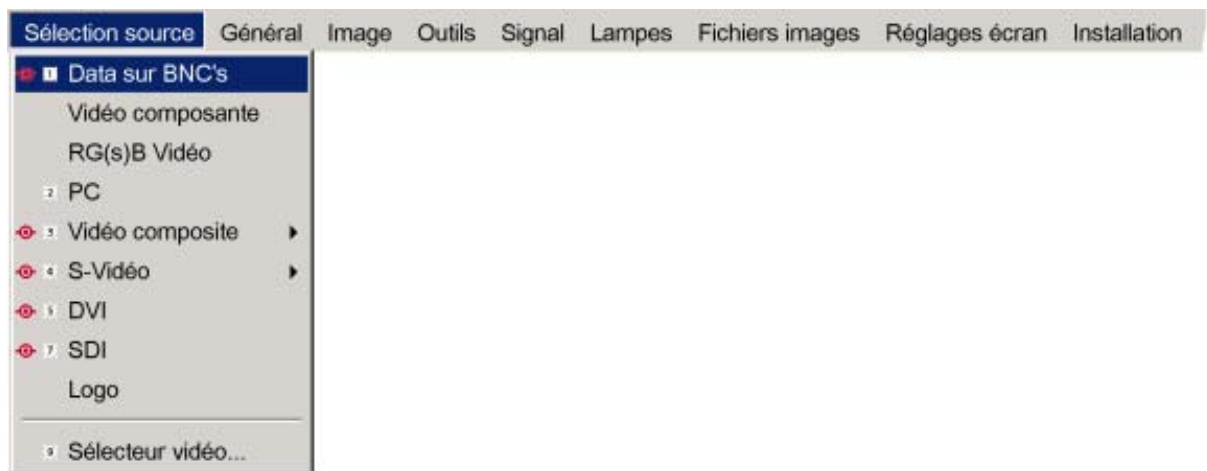 Sélection source Général Image Outils Signal Lampes Fichiers images Réglages écran Installation
1 Data sur BNC's
Vidéo composante
RG(s)B Vidéo
2 PC
3 Vidéo composite
4 S-Vidéo
5 DVI
7 SDI
Logo
9 Sélecteur vidéo...